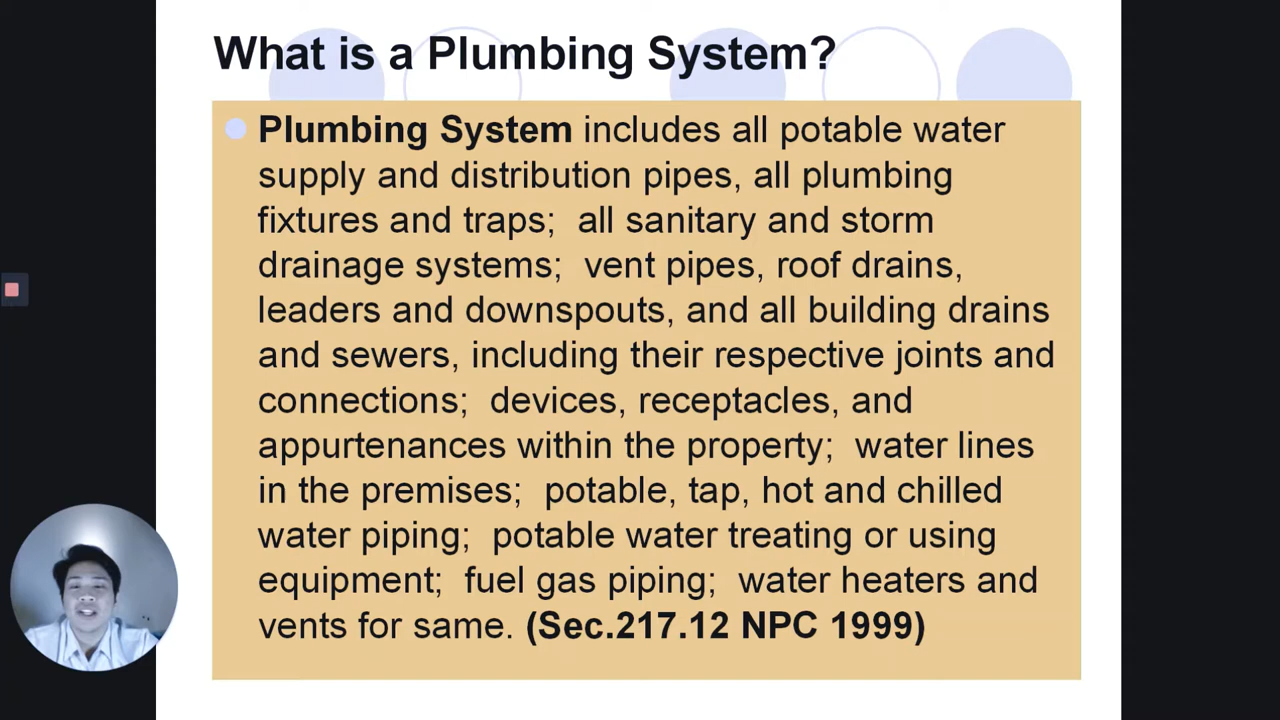 What is a Plumbing System?
Plumbing System includes all potable water
supply and distribution pipes, all plumbing
fixtures and traps;  all sanitary and storm
drainage systems;  vent pipes, roof drains,
leaders and downspouts, and all building drains
and sewers, including their respective joints and
connections;  devices, receptacles, and
appurtenances within the property;  water lines
in the premises;  potable, tap, hot and chilled
water piping;  potable water treating or using
equipment;  fuel gas piping;  water heaters and
vents for same. (Sec.217.12 NPC 1999)